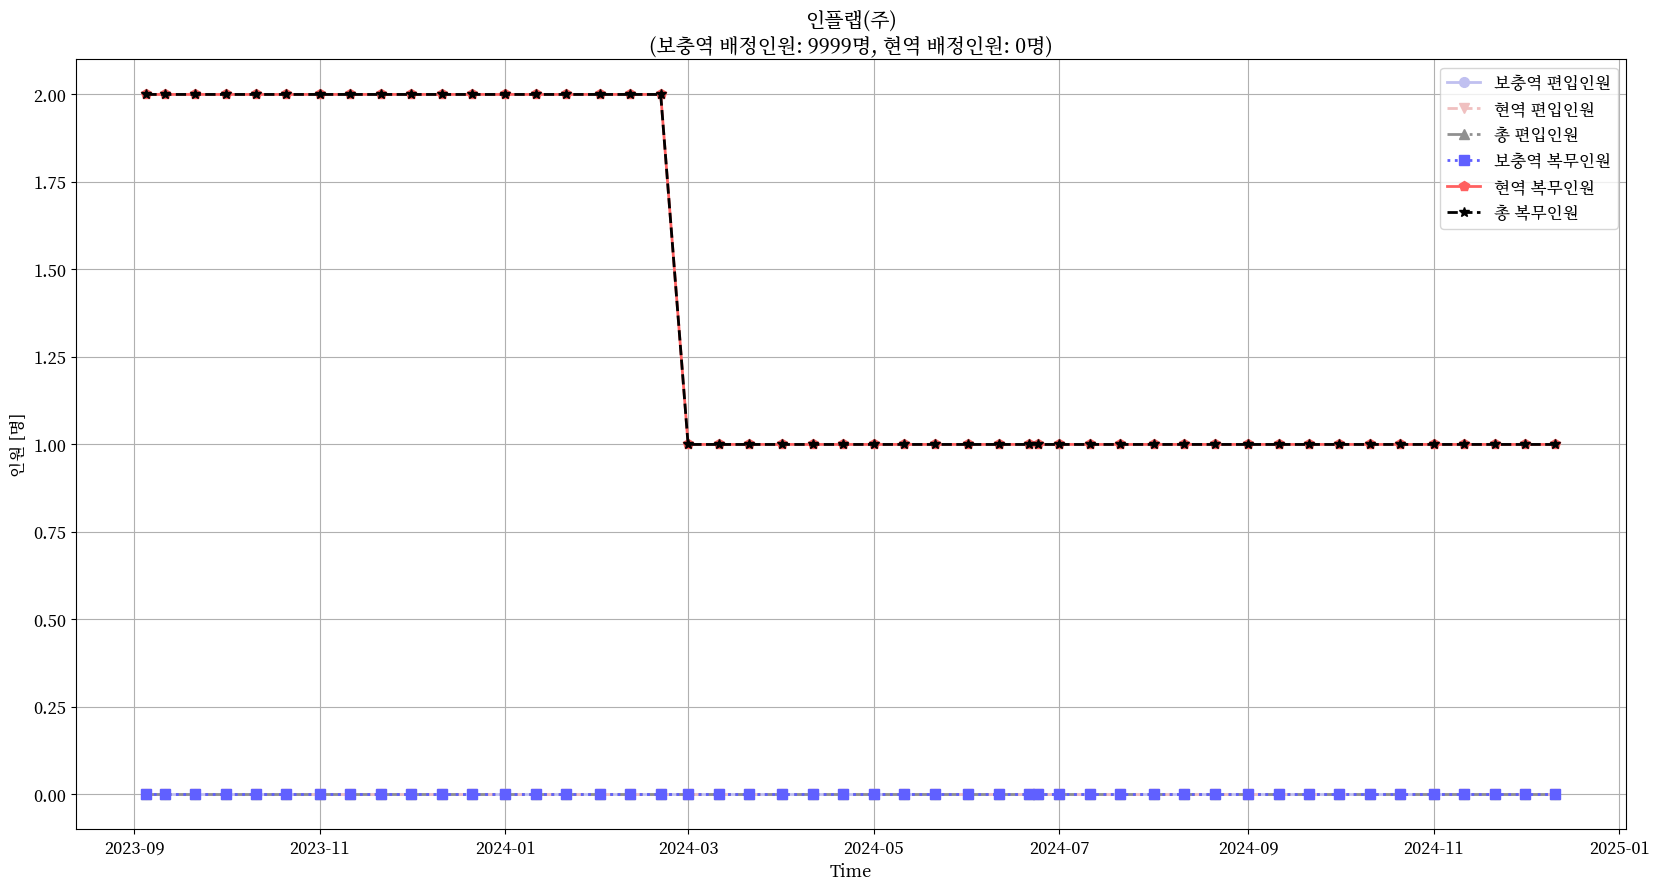 인플랩(주)
(보충역 배정인원: 9999명, 현역 배정인원: 0명)
보충역 편입인원
현역 편입인원
총 편입인원
보충역 복무인원
현역 복무인원
총 복무인원
인원 [명]
2.00
1.75
1.50
1.25
1.00
0.75
0.50
0.25
0.00
2023-09
2023-11
2024-01
2024-03
2024-05
2024-07
2024-09
2024-11
2025-01
Time